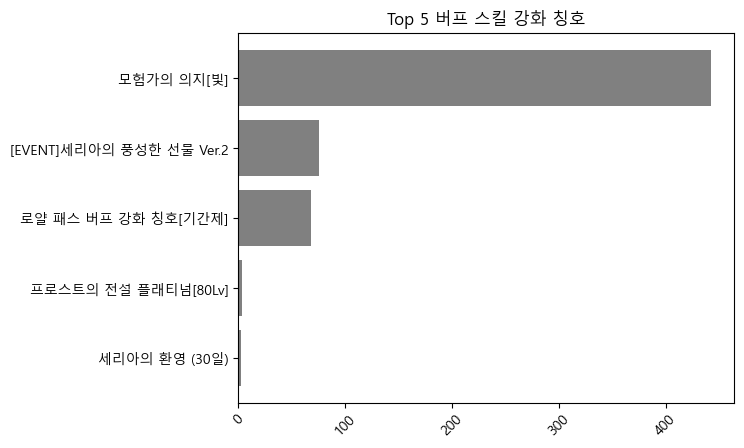 Top 5 버프 스킬 강화 칭호
모험가의 의지[빛]
[EVENT]세리아의 풍성한 선물 Ver.2
로얄 패스 버프 강화 칭호[기간제]
프로스트의 전설 플래티넘[80Lv]
세리아의 환영 (30일)
0
100
200
300
400